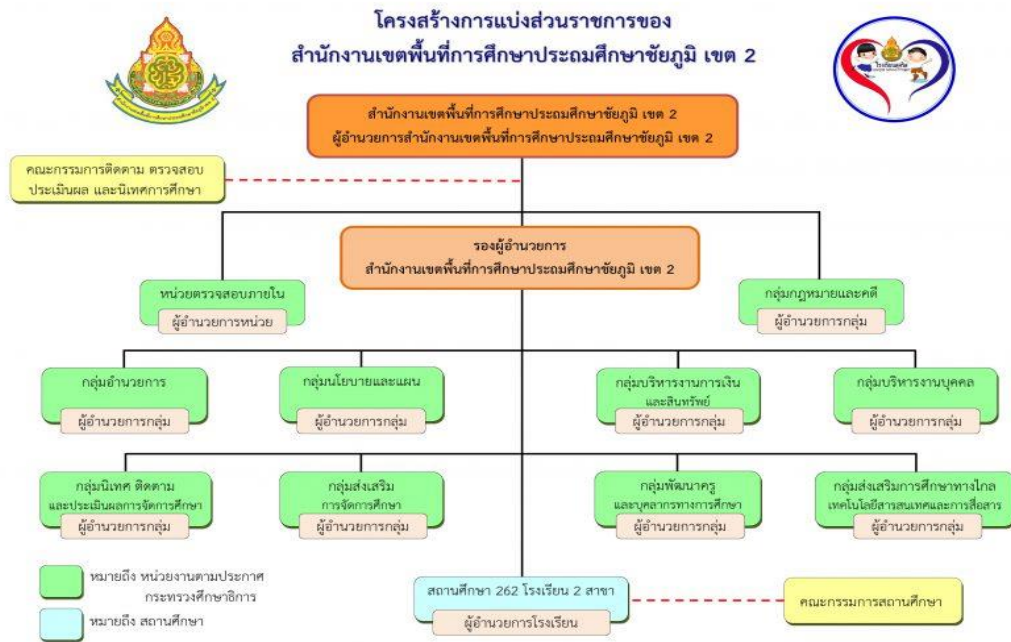 โครงสร้างการแบ่งส่วนราชการของ
สำนักงานเขตพื้นที่การศึกษาประถมศึกษาชัยภูมิ เขต 2
สำนักงานเขตพื้นที่การศึกษาประถมศึกษาชัยภูมิ เขต 2
ผู้อำนวยการสำนักงานเขตพื้นที่การศึกษาประถมศึกษาชัยภูมิ เขต 2
คณะกรรมการติดตาม ตรวจสอบ
ประเมินผล และนิเทศการศึกษา
รองผู้อำนวยการ
สำนักงานเขตพื้นที่การศึกษาประถมศึกษาชัยภูมิ เขต 2
หน่วยตรวจสอบภายใน
ผู้อำนวยการหน่วย
กลุ่มกฎหมายและคดี
ผู้อำนวยการกลุ่ม
กลุ่มอำนวยการ
ผู้อำนวยการกลุ่ม
กลุ่มนโยบายและแผน
ผู้อำนวยการกลุ่ม
กลุ่มบริหารงานการเงิน
และสินทรัพย์
ผู้อำนวยการกลุ่ม
กลุ่มบริหารงานบุคคล
ผู้อำนวยการกลุ่ม
กลุ่มนิเทศ ติดตาม
และประเมินผลการจัดการศึกษา
ผู้อำนวยการกลุ่ม
กลุ่มส่งเสริม
การจัดการศึกษา
ผู้อำนวยการกลุ่ม
กลุ่มพัฒนาครู
และบุคลากรทางการศึกษา
ผู้อำนวยการกลุ่ม
กลุ่มส่งเสริมการศึกษาทางไกล
เทคโนโลยีสารสนเทศและการสื่อสาร
ผู้อำนวยการกลุ่ม
หมายถึง หน่วยงานตามประกาศ
กระทรวงศึกษาธิการ
หมายถึง สถานศึกษา
สถานศึกษา 262 โรงเรียน 2 สาขา
ผู้อำนวยการโรงเรียน
คณะกรรมการสถานศึกษา